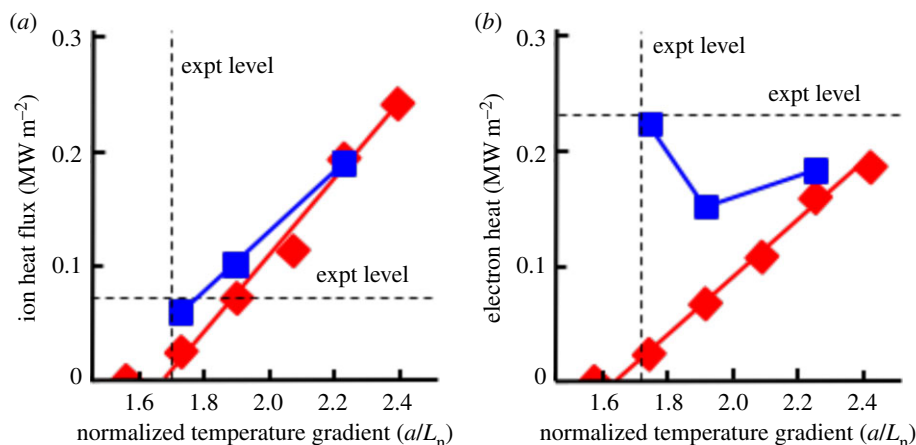 (a)
0.3
0.2
0.1
0
ion heat flux (MW m−2)
expt level
expt level
1.6 1.8 2.0 2.2 2.4
normalized temperature gradient (a/Ln)
(b)
0.3
0.2
0.1
0
electron heat (MW m−2)
expt level
expt level
1.6 1.8 2.0 2.2 2.4
normalized temperature gradient (a/Ln)